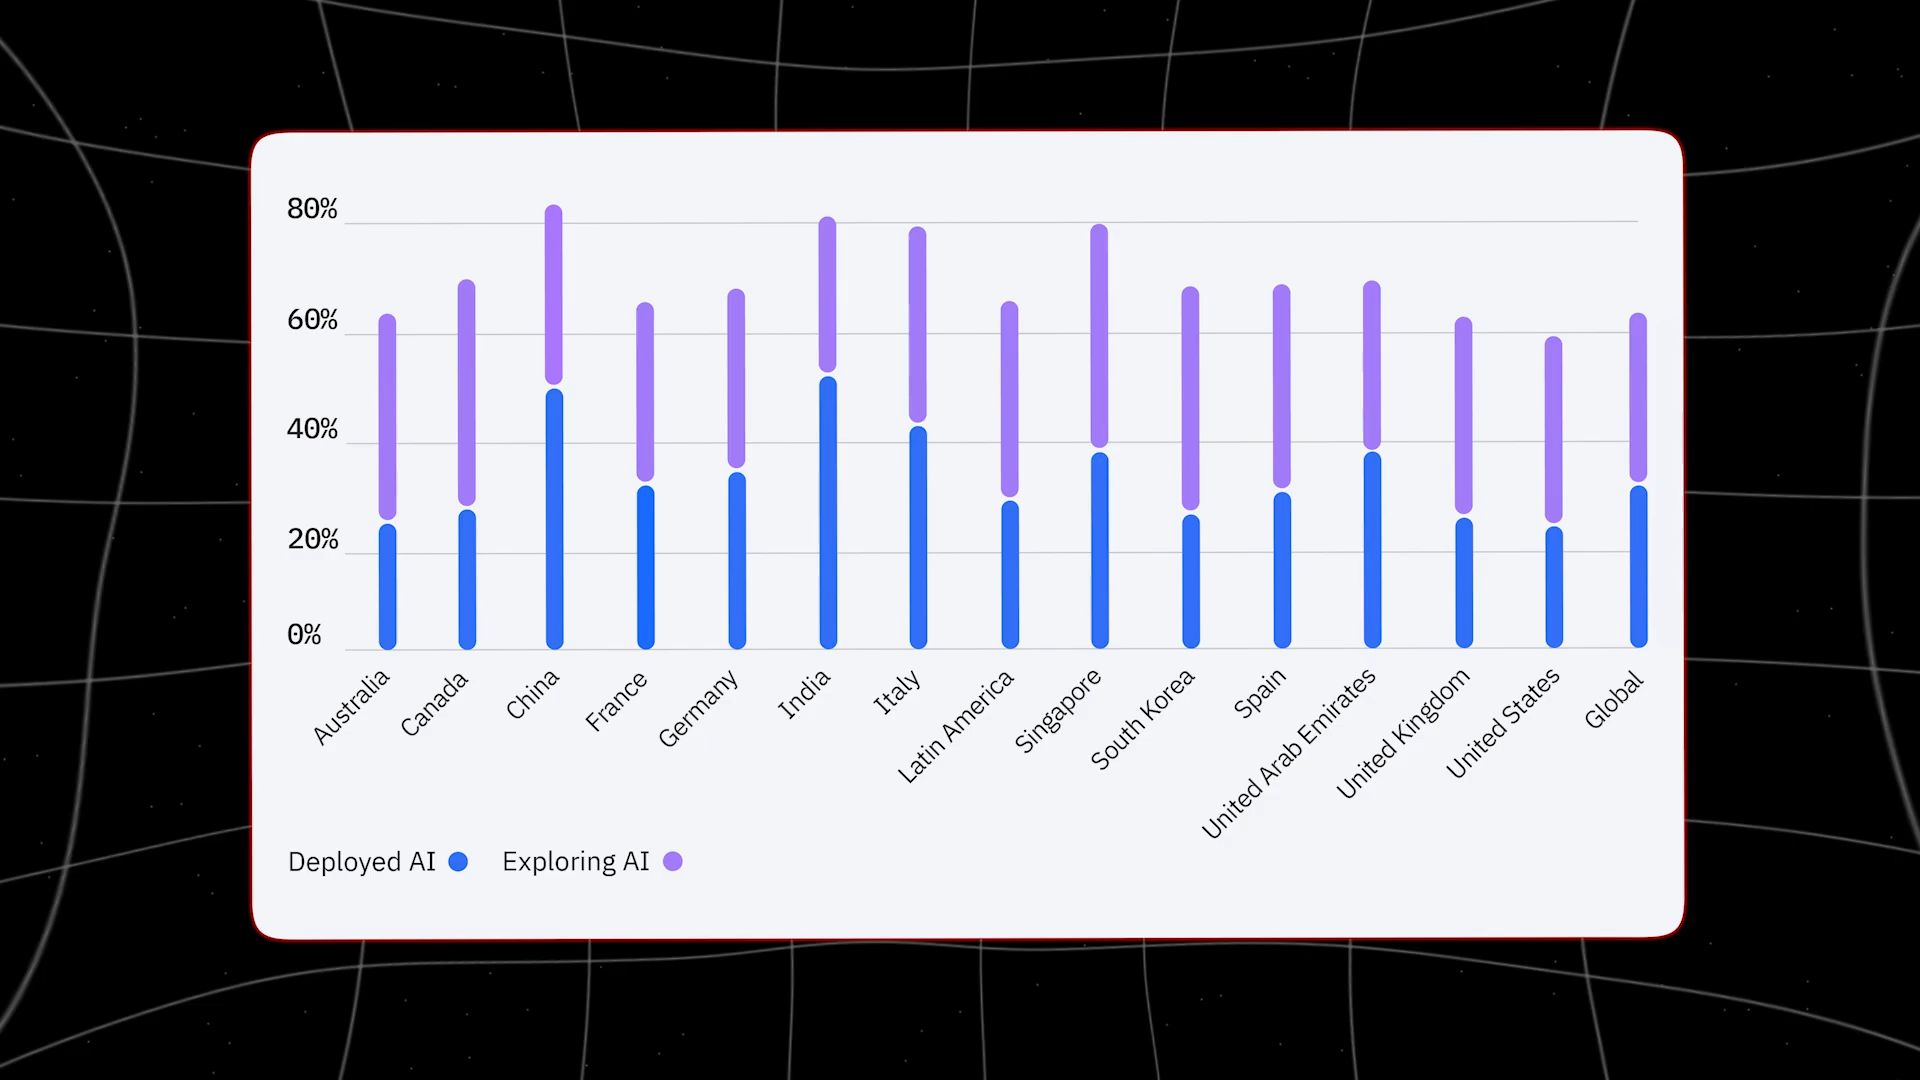 80%
60%
40%
20%
0%
Australia
Canada
China
France
Germany
India
Italy
Latin America
Singapore
South Korea
Spain
United Arab Emirates
United Kingdom
United States
Global
Deployed AI
Exploring AI